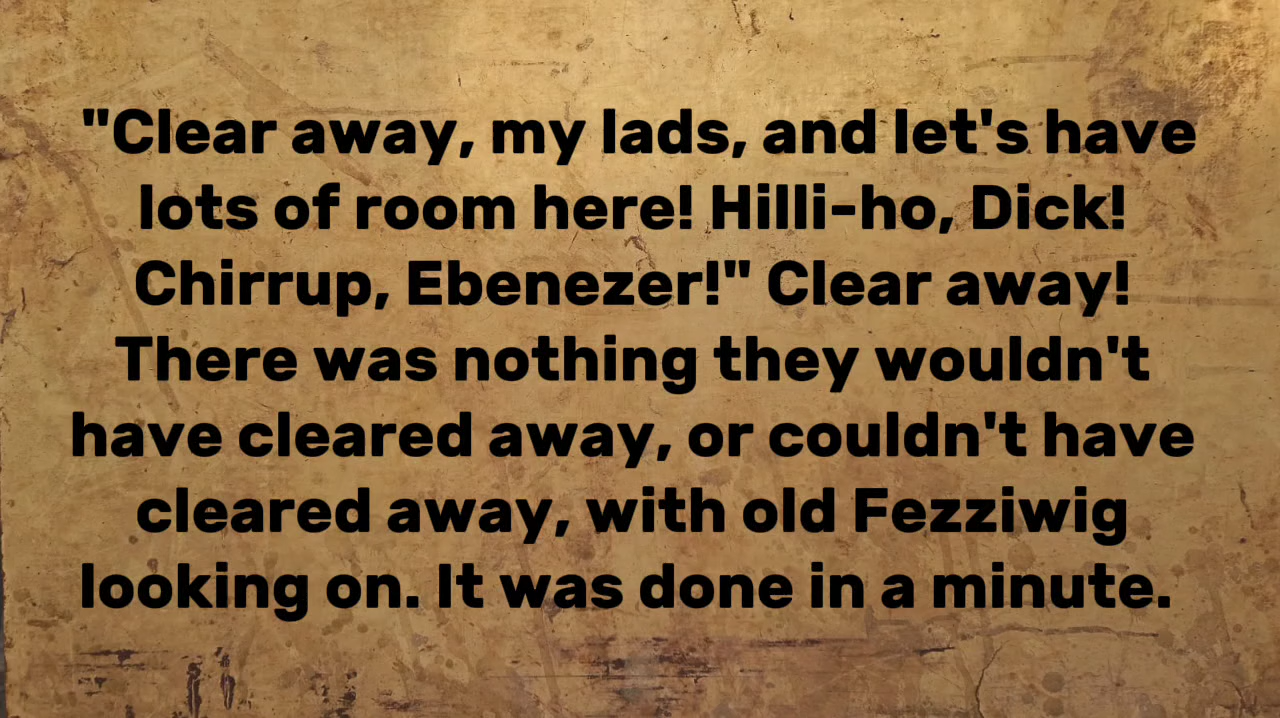 "Clear away, my lads, and let's have
lots of room here! Hilli-ho, Dick!
Chirrup, Ebenezer!" Clear away!
There was nothing they wouldn't
have cleared away, or couldn't have
cleared away, with old Fezziwig
looking on. It was done in a minute.